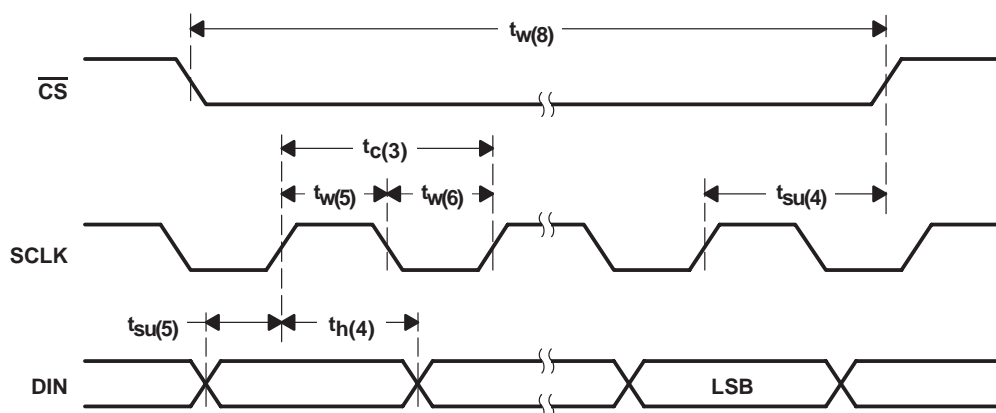 tw(8)
CS
tc(3)
tw(5) tw(6) tsu(4)
SCLK
tsu(5) th(4)
DIN LSB